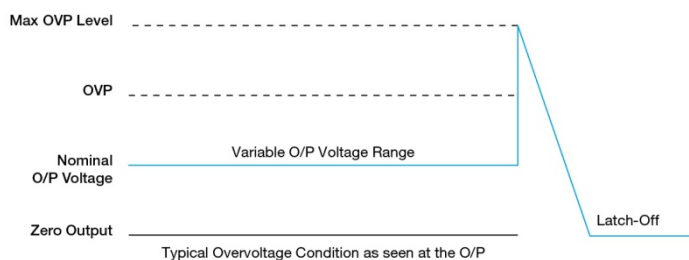 Max OVP Level
OVP
Variable O/P Voltage Range
Nominal
O/P Voltage
Latch-Off
Zero Output
Typical Overvoltage Condition as seen at the O/P